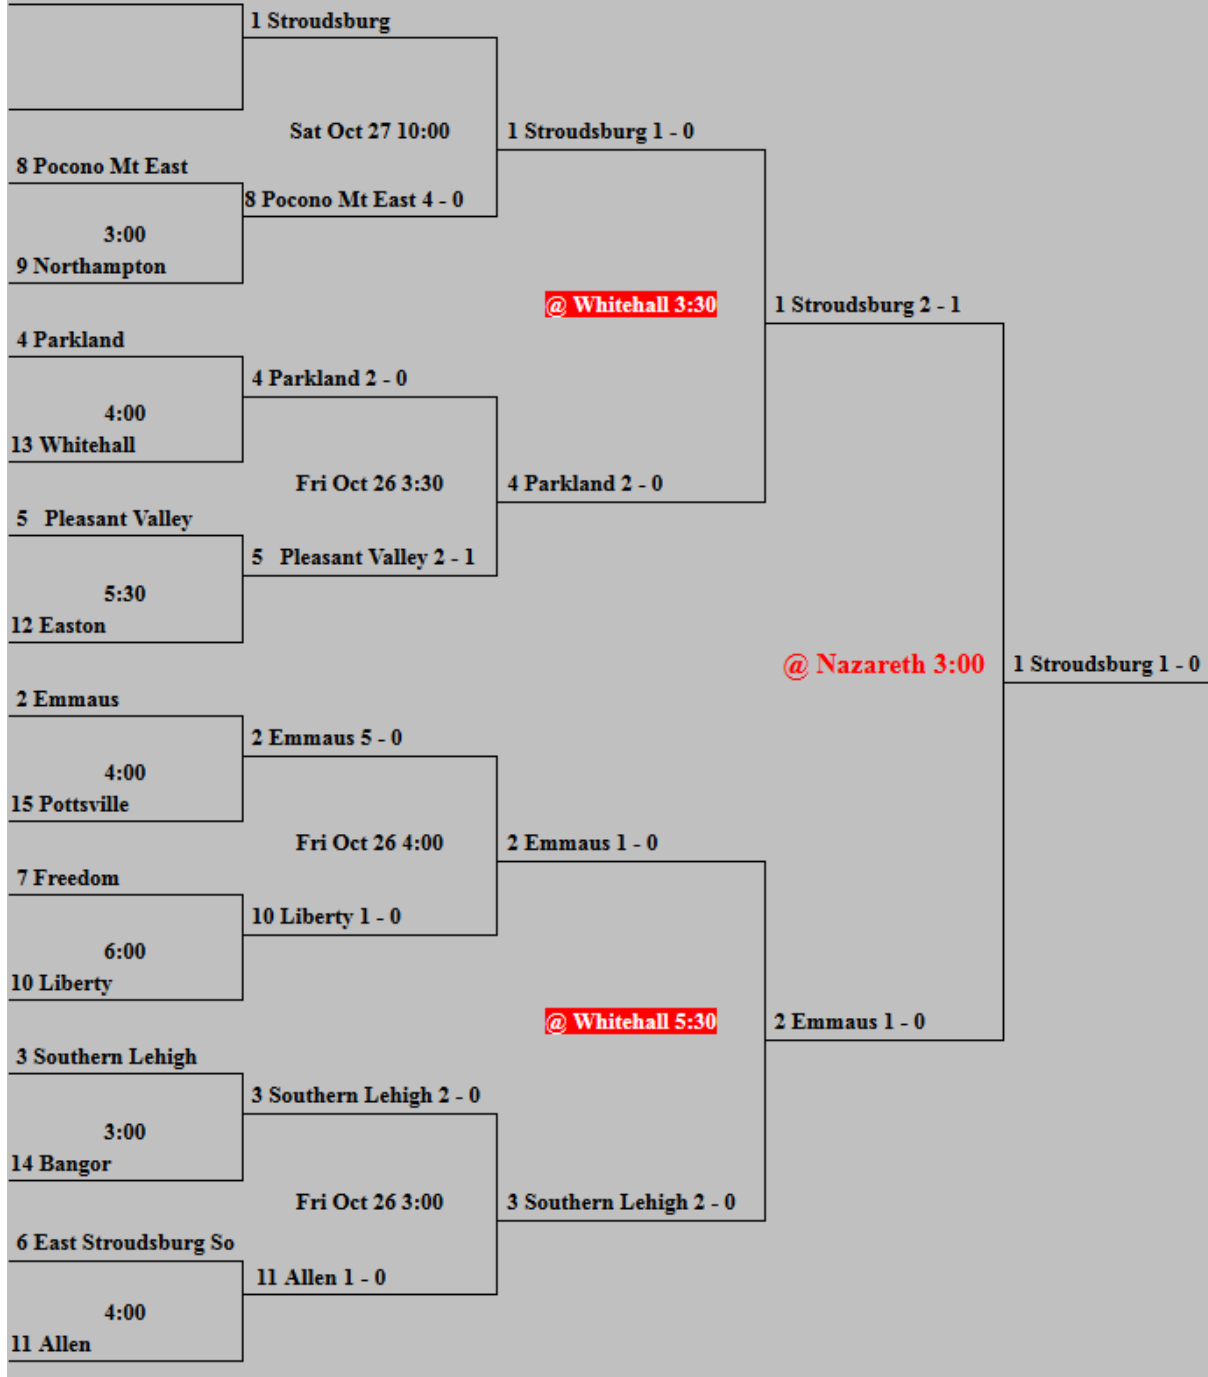 1 Stroudsburg
Sat Oct 27 10:00
1 Stroudsburg 1 - 0
8 Pocono Mt East
8 Pocono Mt East 4 - 0
3:00
9 Northampton
@ Whitehall 3:30
1 Stroudsburg 2 - 1
4 Parkland
4 Parkland 2 - 0
4:00
13 Whitehall
Fri Oct 26 3:30
4 Parkland 2 - 0
5 Pleasant Valley
5 Pleasant Valley 2 - 1
5:30
12 Easton
@ Nazareth 3:00
1 Stroudsburg 1 - 0
2 Emmaus
2 Emmaus 5 - 0
4:00
15 Pottsville
Fri Oct 26 4:00
2 Emmaus 1 - 0
7 Freedom
10 Liberty 1 - 0
6:00
10 Liberty
@ Whitehall 5:30
2 Emmaus 1 - 0
3 Southern Lehigh
3 Southern Lehigh 2 - 0
3:00
14 Bangor
Fri Oct 26 3:00
3 Southern Lehigh 2 - 0
6 East Stroudsburg So
11 Allen 1 - 0
4:00
11 Allen